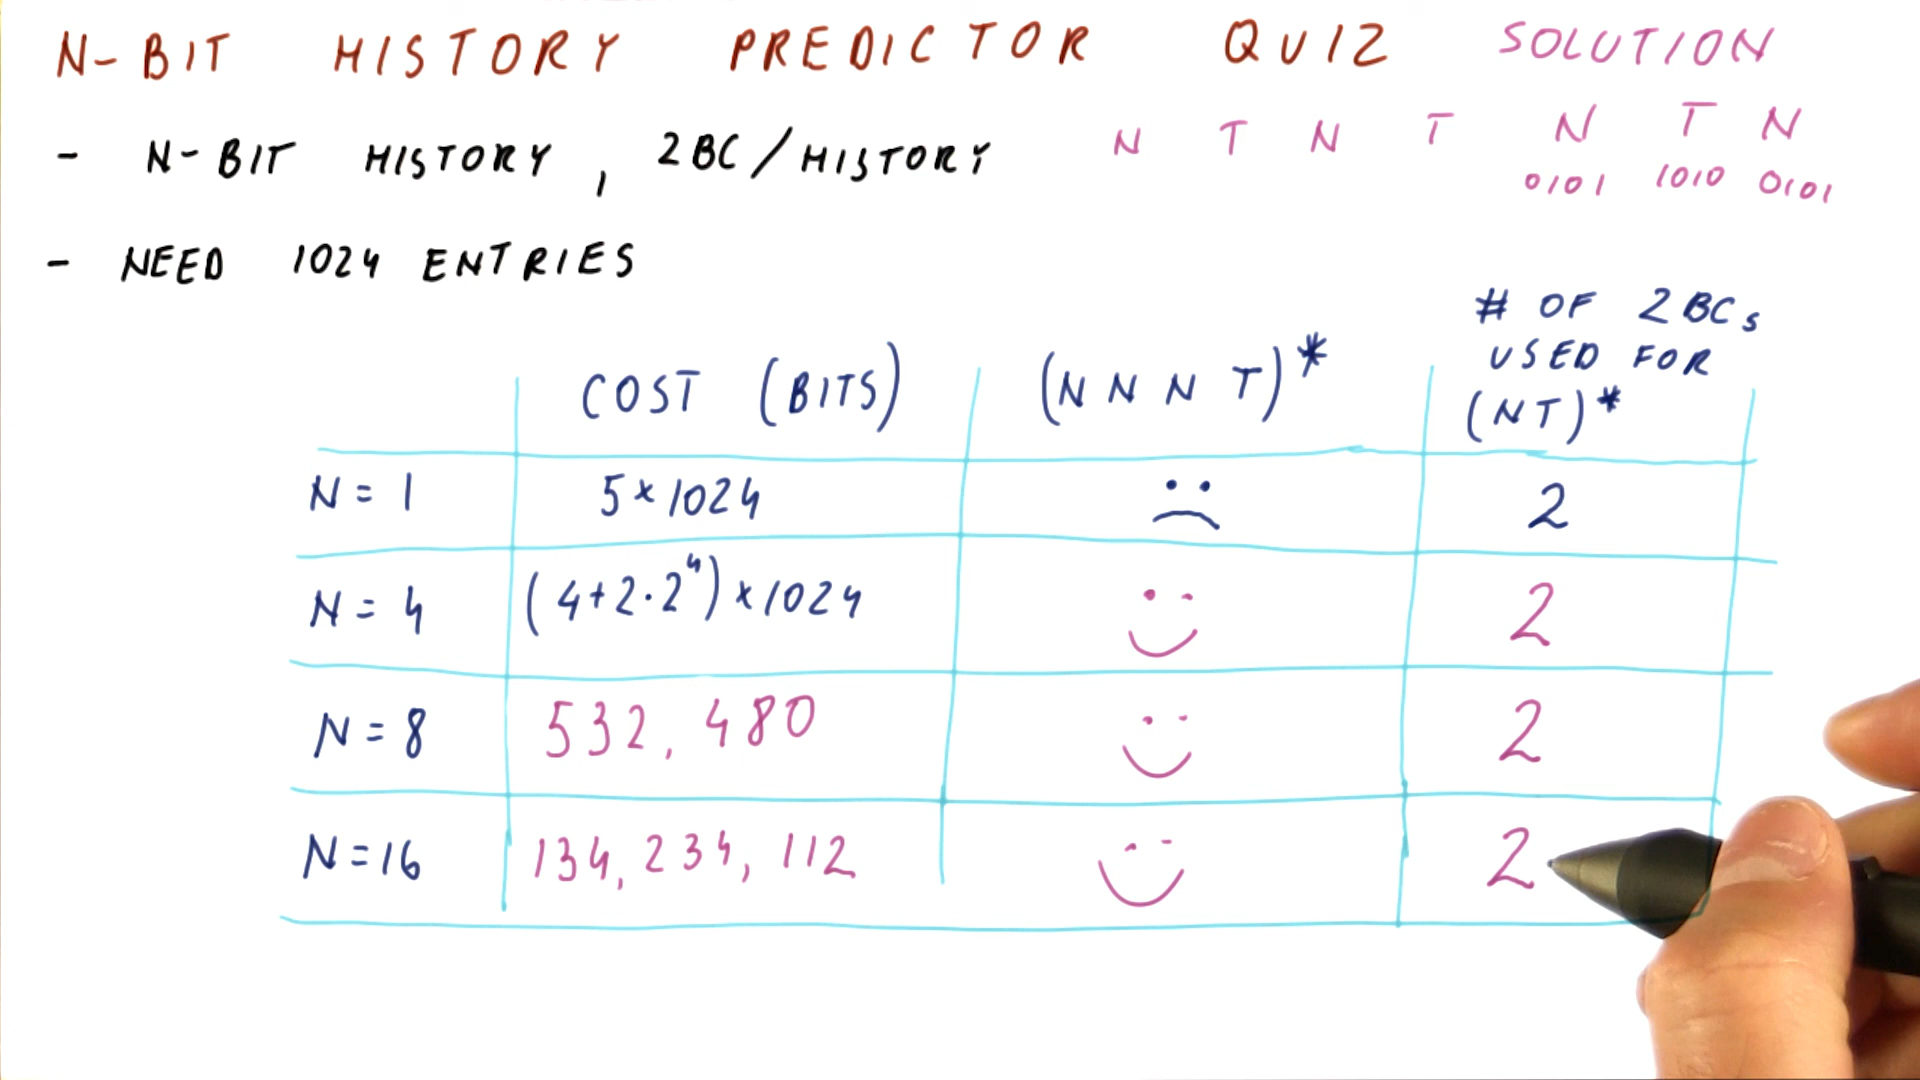 N-BIT HISTORY PREDICTOR QUIZ SOLUTION
- N-BIT HISTORY, 2BC/HISTORY
N T N T N T N
0101 1010 0101
- NEED 1024 ENTRIES
COST (BITS) (N N N T)* # OF 2BCs USED FOR (NT)*
N=1 5×1024 2
N=4 (4+2·2⁴)×1024 2
N=8 532,480 2
N=16 134,234,112 2